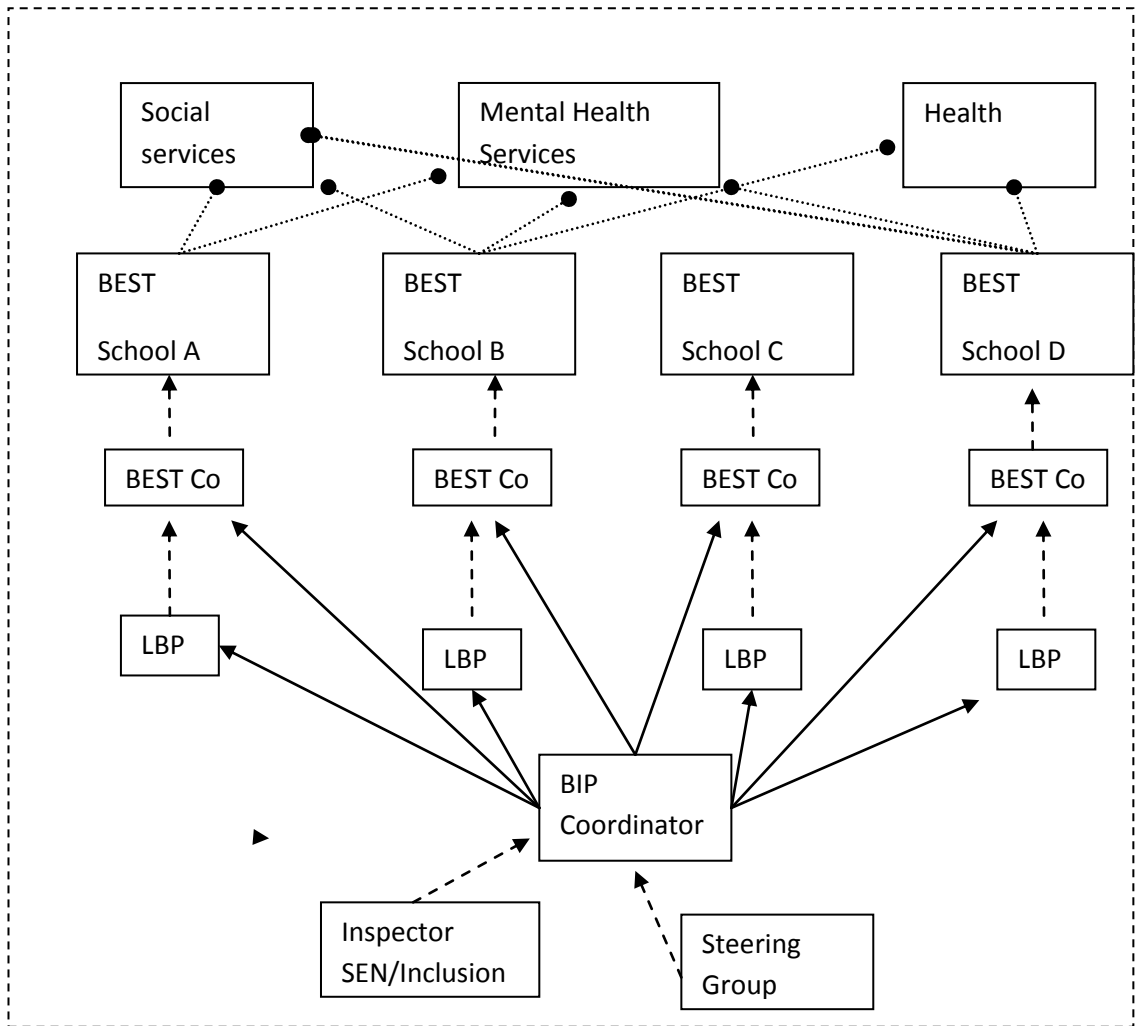 Social
services
Mental Health
Services
Health
BEST
School A
BEST
School B
BEST
School C
BEST
School D
BEST Co
BEST Co
BEST Co
BEST Co
LBP
LBP
LBP
LBP
BIP
Coordinator
Inspector
SEN/Inclusion
Steering
Group